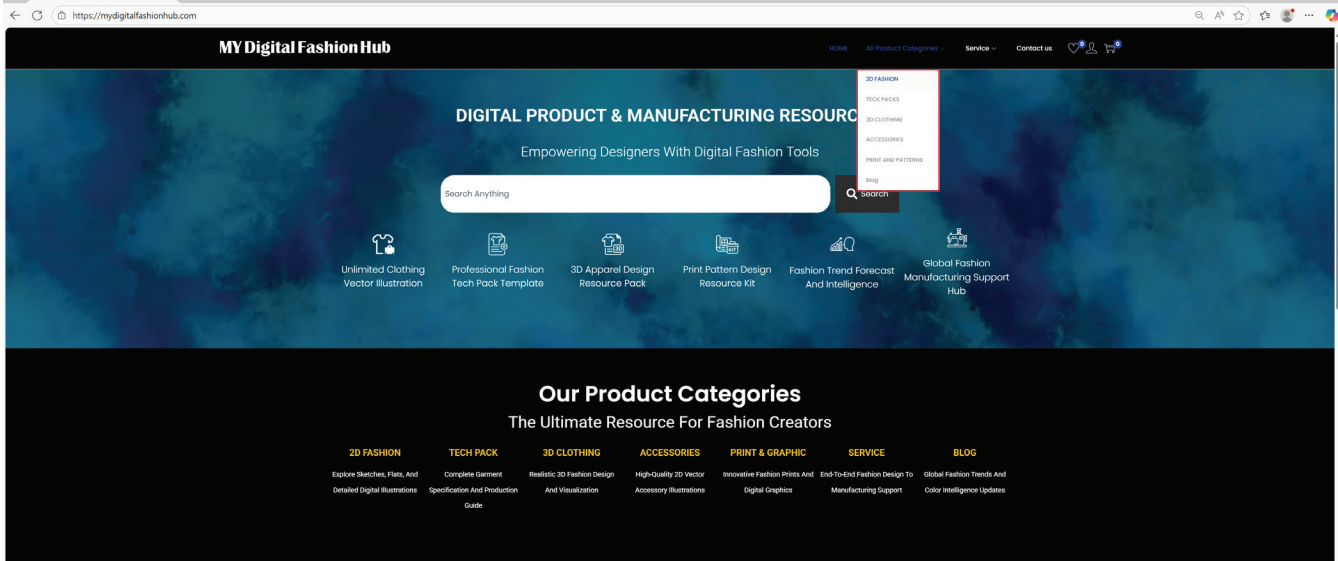 https://mydigitalfashionhub.com
MY Digital Fashion Hub
HOME
All Product Categories
Service
Contact us
0
0
2D FASHION
TECK PACKS
3D CLOTHING
ACCESSORIES
PRINT AND PATTERNS
Blog
DIGITAL PRODUCT & MANUFACTURING RESOURC
Empowering Designers With Digital Fashion Tools
Search Anything
Search
Unlimited Clothing
Vector Illustration
Professional Fashion
Tech Pack Template
3D Apparel Design
Resource Pack
Print Pattern Design
Resource Kit
Fashion Trend Forecast
And Intelligence
Global Fashion
Manufacturing Support
Hub
Our Product Categories
The Ultimate Resource For Fashion Creators
2D FASHION
Explore Sketches, Flats, And
Detailed Digital Illustrations
TECH PACK
Complete Garment
Specification And Production
Guide
3D CLOTHING
Realistic 3D Fashion Design
And Visualization
ACCESSORIES
High-Quality 2D Vector
Accessory Illustrations
PRINT & GRAPHIC
Innovative Fashion Prints And
Digital Graphics
SERVICE
End-To-End Fashion Design To
Manufacturing Support
BLOG
Global Fashion Trends And
Color Intelligence Updates